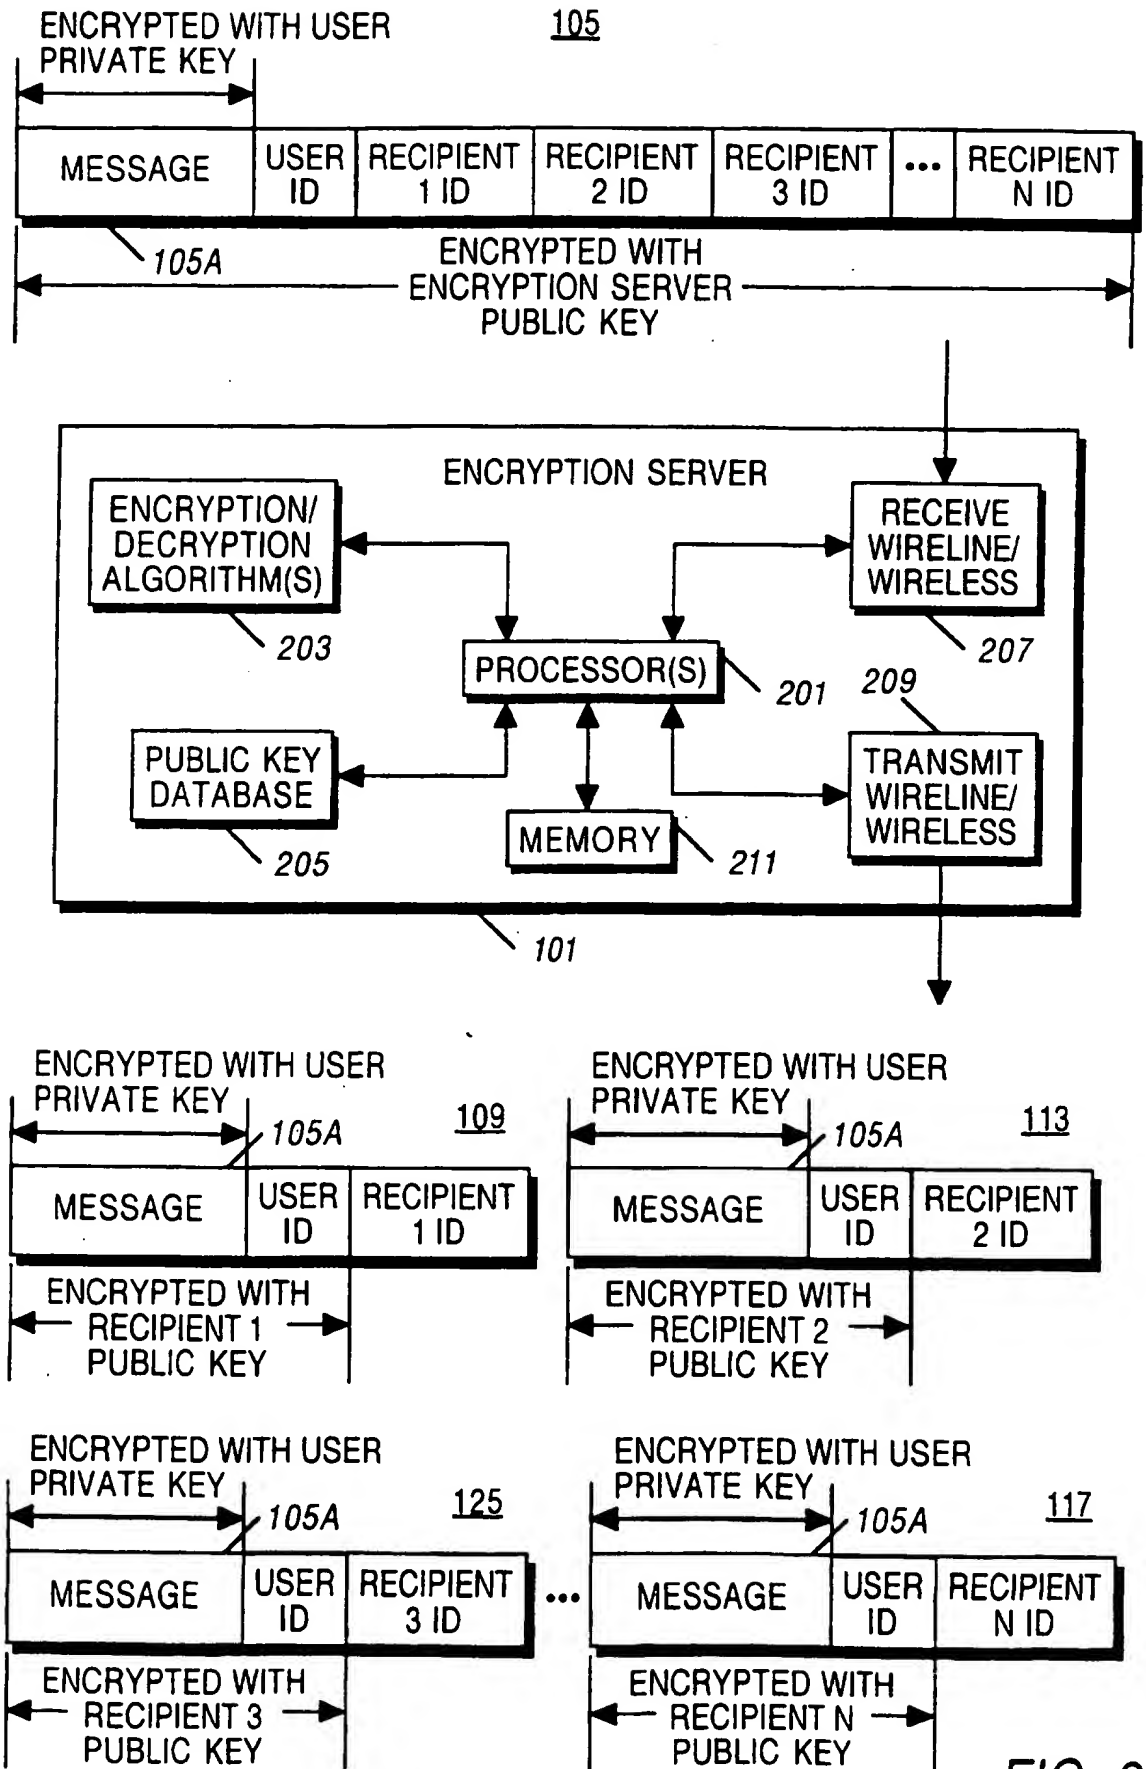 ENCRYPTED WITH USER
PRIVATE KEY
105
MESSAGE
USER
ID
RECIPIENT
1 ID
RECIPIENT
2 ID
RECIPIENT
3 ID
...
RECIPIENT
N ID
105A
ENCRYPTED WITH
ENCRYPTION SERVER
PUBLIC KEY
ENCRYPTION SERVER
ENCRYPTION/
DECRYPTION
ALGORITHM(S)
203
RECEIVE
WIRELINE/
WIRELESS
207
PROCESSOR(S)
201
209
PUBLIC KEY
DATABASE
205
MEMORY
211
TRANSMIT
WIRELINE/
WIRELESS
101
ENCRYPTED WITH USER
PRIVATE KEY
105A
109
MESSAGE
USER
ID
RECIPIENT
1 ID
ENCRYPTED WITH
RECIPIENT 1
PUBLIC KEY
ENCRYPTED WITH USER
PRIVATE KEY
105A
113
MESSAGE
USER
ID
RECIPIENT
2 ID
ENCRYPTED WITH
RECIPIENT 2
PUBLIC KEY
ENCRYPTED WITH USER
PRIVATE KEY
105A
125
MESSAGE
USER
ID
RECIPIENT
3 ID
ENCRYPTED WITH
RECIPIENT 3
PUBLIC KEY
...
ENCRYPTED WITH USER
PRIVATE KEY
105A
117
MESSAGE
USER
ID
RECIPIENT
N ID
ENCRYPTED WITH
RECIPIENT N
PUBLIC KEY
FIG.